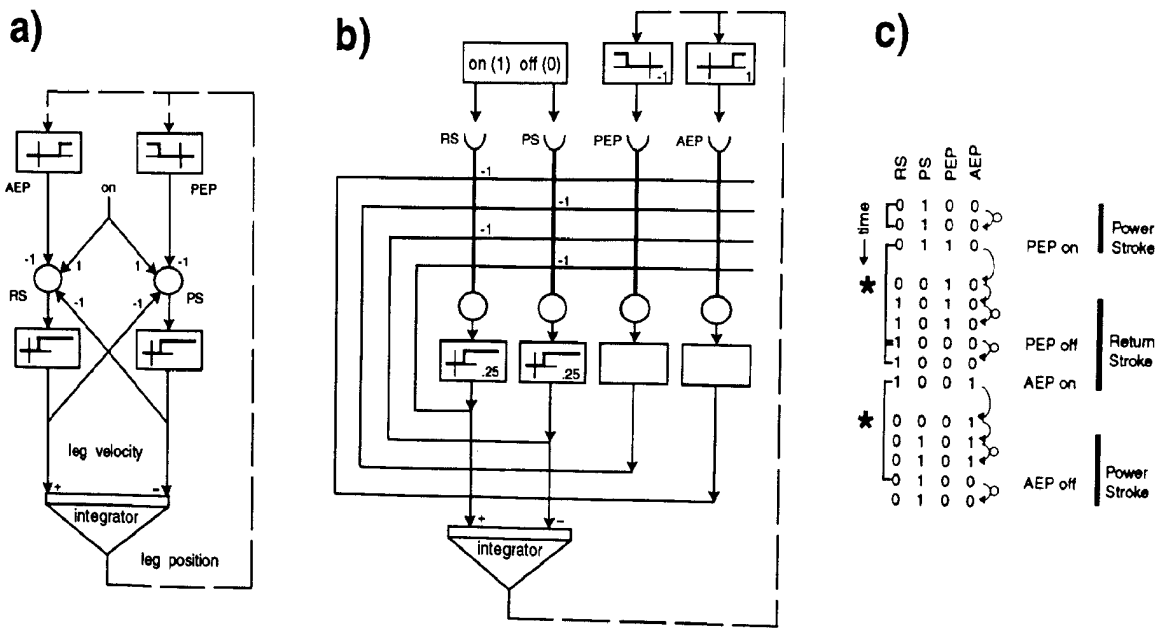 a)
AEP
on
PEP
-1
1
1
-1
RS
-1
-1
PS
leg velocity
+
−
integrator
leg position
b)
on (1) off (0)
-1
1
RS
PS
PEP
AEP
-1
-1
-1
-1
.25
.25
+
−
integrator
c)
RS PS PEP AEP
time
0 1 0 0
0 1 0 0
0 1 1 0 PEP on
Power Stroke
* 0 0 1 0
1 0 1 0
1 0 1 0
1 0 0 0 PEP off
1 0 0 0
Return Stroke
1 0 0 1 AEP on
* 0 0 0 1
0 1 0 1
0 1 0 1
0 1 0 0 AEP off
0 1 0 0
Power Stroke